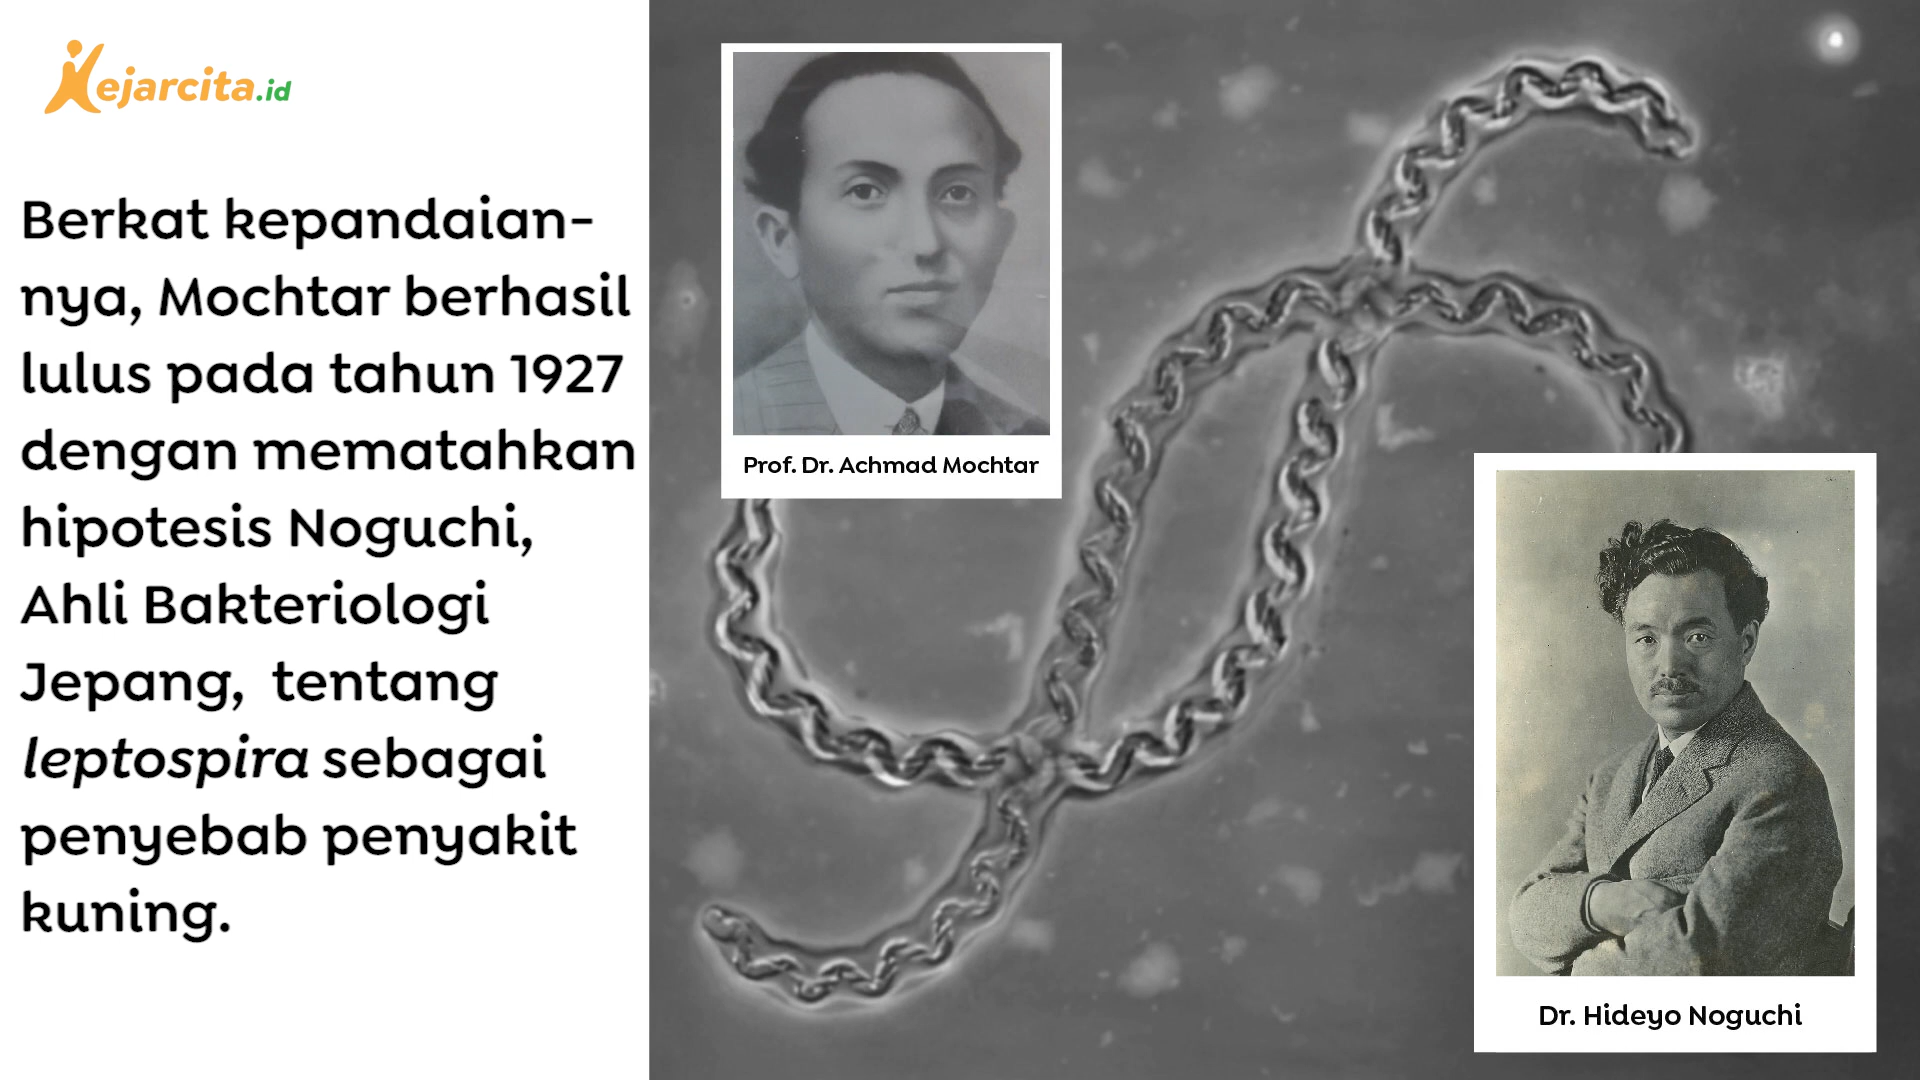 Kejarcita.id
Berkat kepandaian-
nya, Mochtar berhasil
lulus pada tahun 1927
dengan mematahkan
hipotesis Noguchi,
Ahli Bakteriologi
Jepang, tentang
leptospira sebagai
penyebab penyakit
kuning.
Prof. Dr. Achmad Mochtar
Dr. Hideyo Noguchi